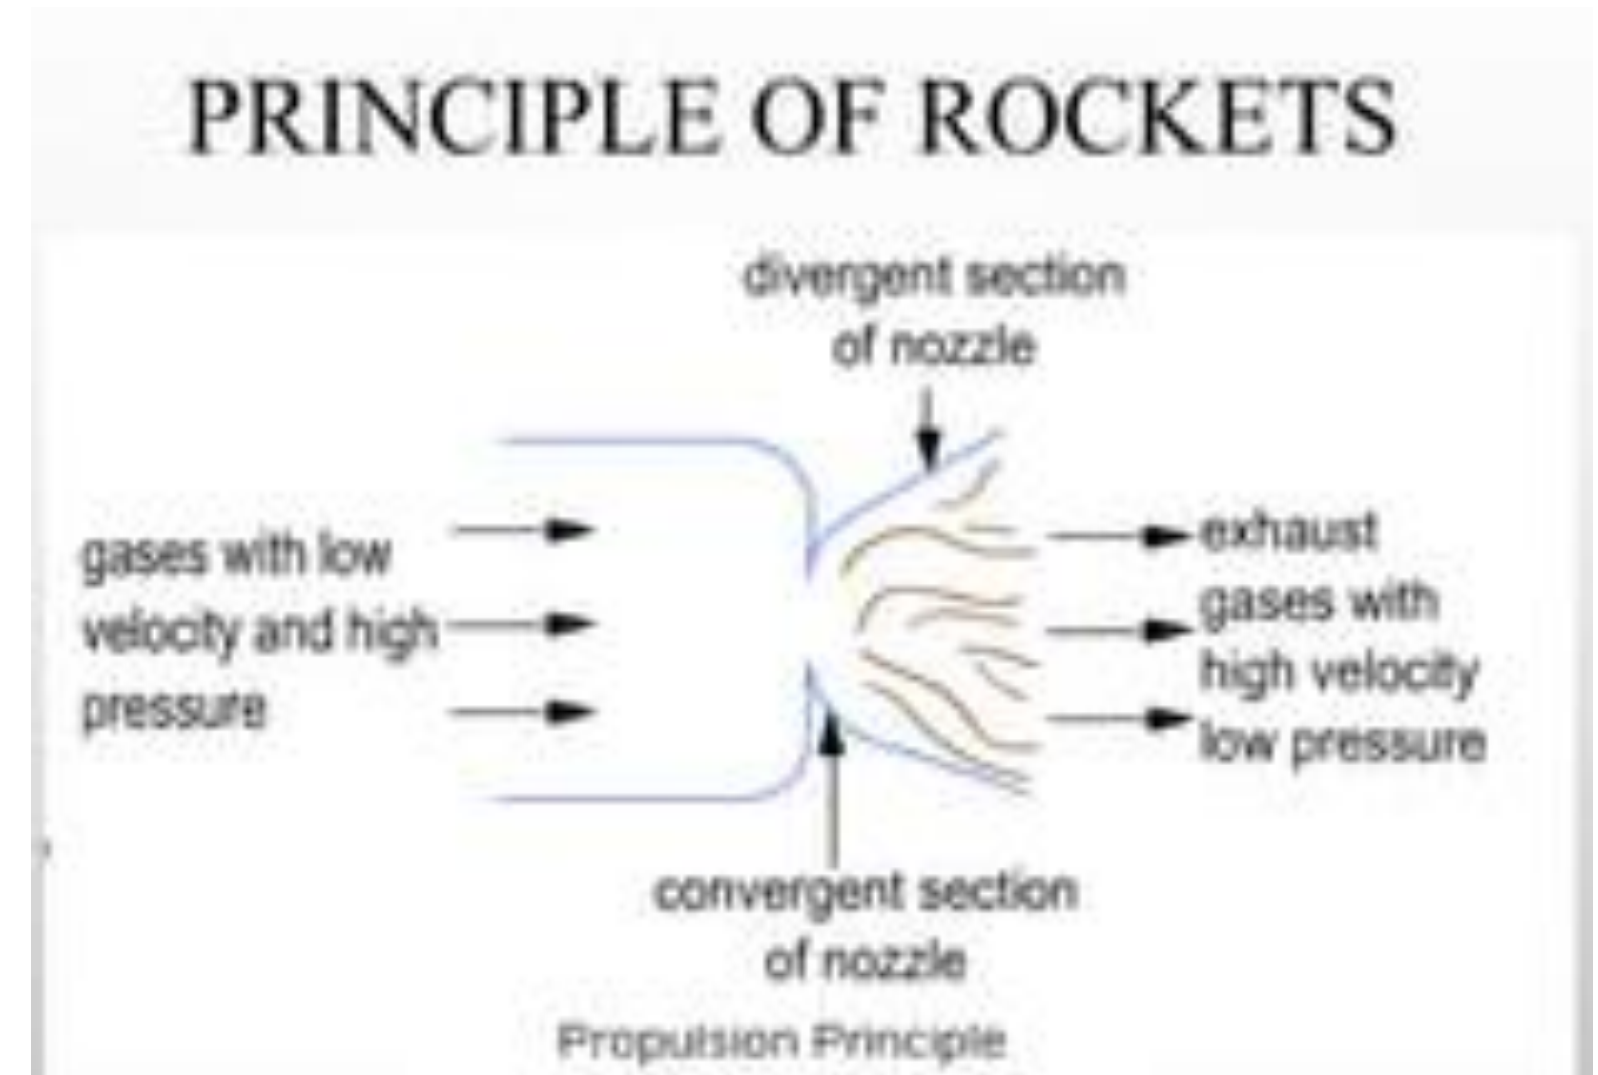 PRINCIPLE OF ROCKETS
divergent section
of nozzle
gases with low
velocity and high
pressure
exhaust
gases with
high velocity
low pressure
convergent section
of nozzle
Propulsion Principle